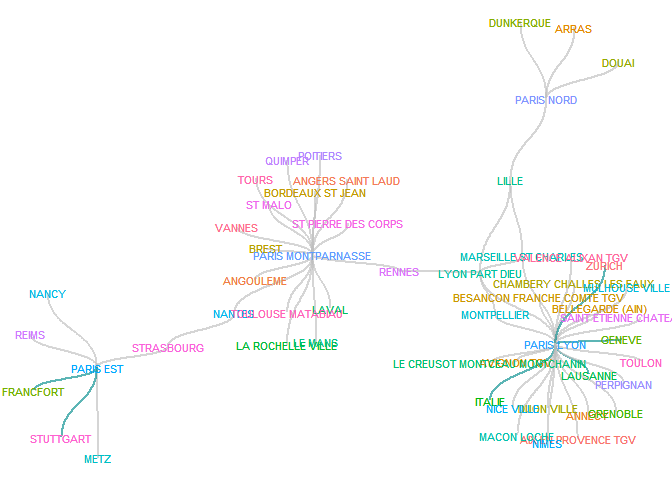 DUNKERQUE
ARRAS
DOUAI
PARIS NORD
LILLE
POITIERS
QUIMPER
TOURS
ANGERS SAINT LAUD
BORDEAUX ST JEAN
ST MALO
ST PIERRE DES CORPS
VANNES
BREST
PARIS MONTPARNASSE
RENNES
ANGOULEME
NANTES
TOULOUSE MATABIAU
LAVAL
LA ROCHELLE VILLE
LE MANS
MARSEILLE ST CHARLES
ZURICH
LYON PART DIEU
CHAMBERY CHALLES LES EAUX
MULHOUSE VILLE
BESANCON FRANCHE COMTE TGV
BELLEGARDE (AIN)
MONTPELLIER
SAINT ETIENNE CHATEA
PARIS LYON
GENEVE
LE CREUSOT MONTCEAU MONTCHANIN
TOULON
LAUSANNE
PERPIGNAN
ITALIE
NICE VILLE
DIJON VILLE
GRENOBLE
ANNECY
MACON LOCHE
AIX EN PROVENCE TGV
NIMES
NANCY
REIMS
STRASBOURG
PARIS EST
FRANCFORT
STUTTGART
METZ